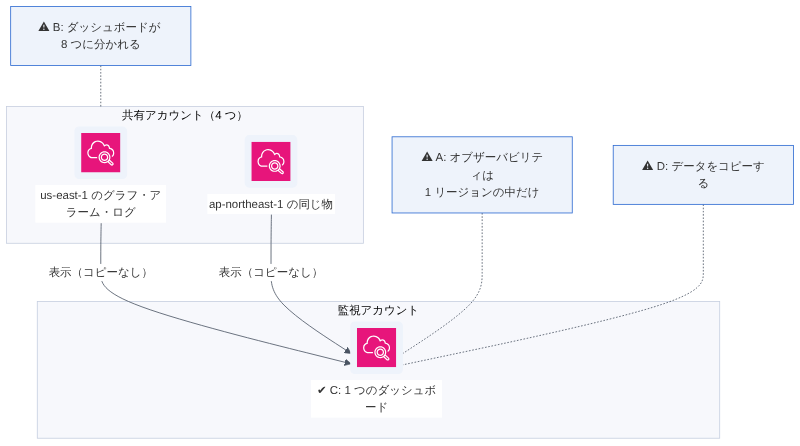 ⚠ B: ダッシュボードが
8 つに分かれる
共有アカウント（4 つ）
us-east-1 のグラフ・ア
ラーム・ログ
ap-northeast-1 の同じ物
⚠ A: オブザーバビリテ
ィは
1 リージョンの中だけ
⚠ D: データをコピーす
る
表示（コピーなし）
表示（コピーなし）
監視アカウント
✔ C: 1 つのダッシュボ
ード